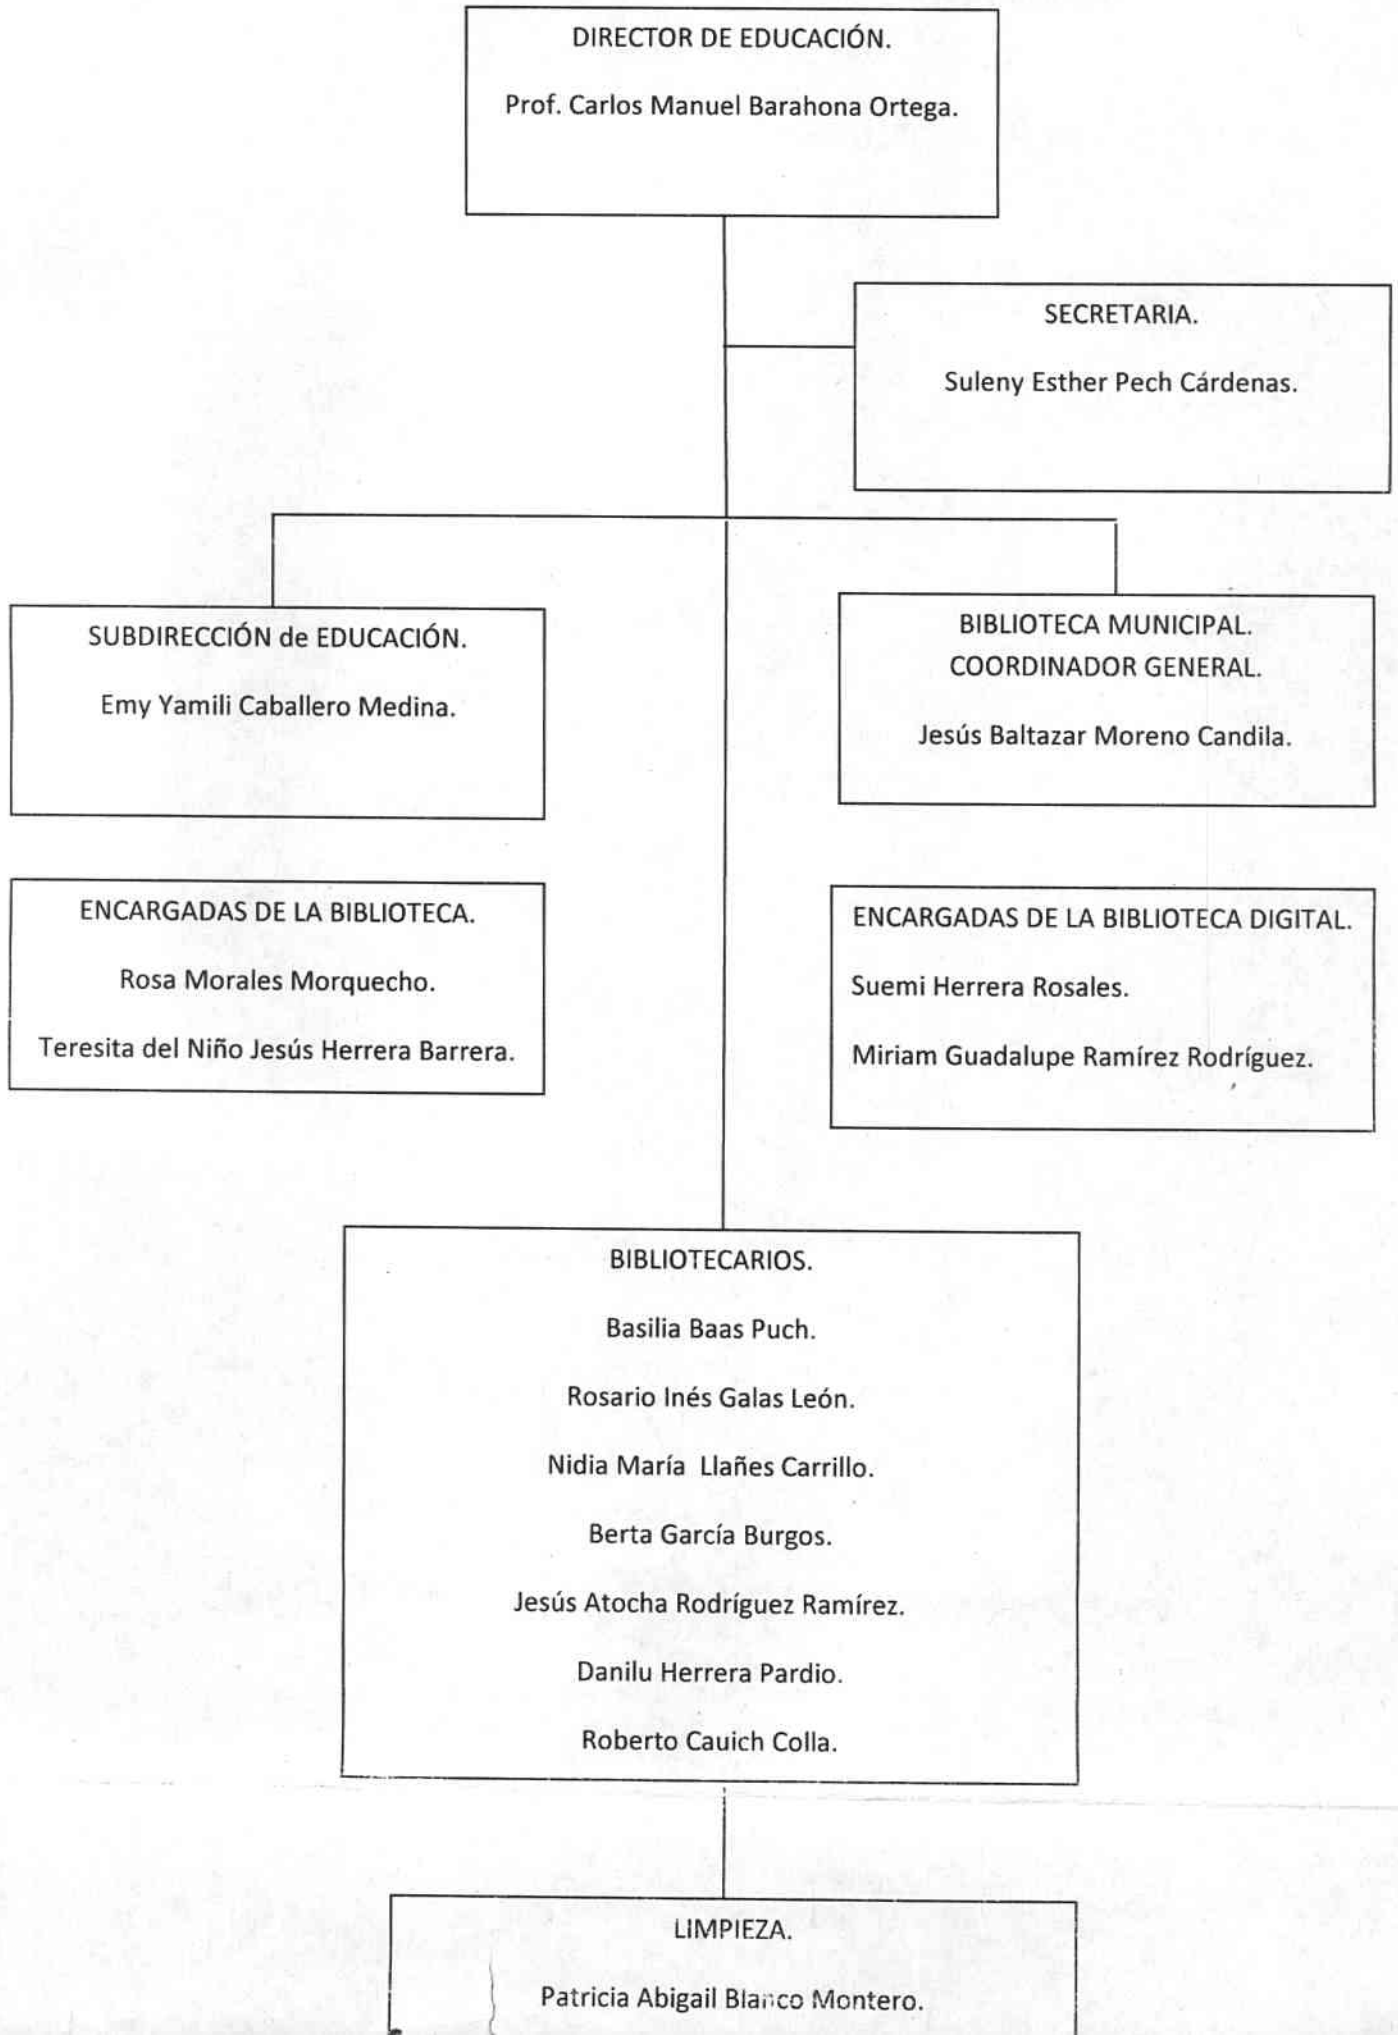 DIRECTOR DE EDUCACIÓN.
Prof. Carlos Manuel Barahona Ortega.
SECRETARIA.
Suleny Esther Pech Cárdenas.
SUBDIRECCIÓN de EDUCACIÓN.
Emy Yamili Caballero Medina.
BIBLIOTECA MUNICIPAL.
COORDINADOR GENERAL.
Jesús Baltazar Moreno Candila.
ENCARGADAS DE LA BIBLIOTECA.
Rosa Morales Morquecho.
Teresita del Niño Jesús Herrera Barrera.
ENCARGADAS DE LA BIBLIOTECA DIGITAL.
Suemi Herrera Rosales.
Miriam Guadalupe Ramírez Rodríguez.
BIBLIOTECARIOS.
Basilia Baas Puch.
Rosario Inés Galas León.
Nidia María  Llañes Carrillo.
Berta García Burgos.
Jesús Atocha Rodríguez Ramírez.
Danilu Herrera Pardio.
Roberto Cauich Colla.
LIMPIEZA.
Patricia Abigail Blanco Montero.